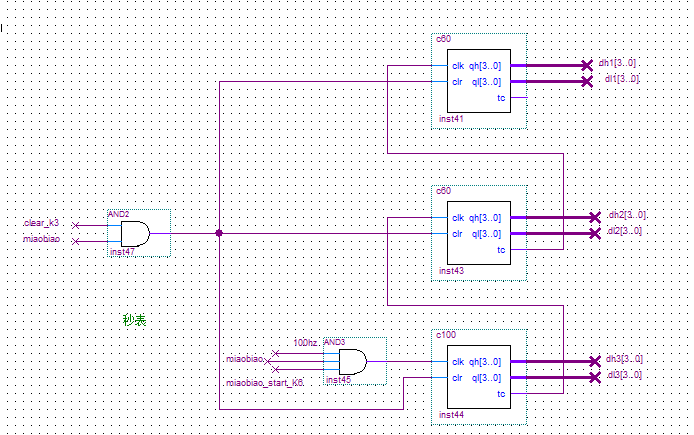 c60
clk qh[3..0] dh1[3..0]
clr ql[3..0] dl1[3..0]
tc
inst41
c60
AND2
clk qh[3..0] dh2[3..0]
clear_k3
clr ql[3..0] dl2[3..0]
miaobiao
tc
inst47
inst43
秒表
c100
100hz AND3
miaobiao
clk qh[3..0] dh3[3..0]
miaobiao_start_K6
inst45
clr ql[3..0] dl3[3..0]
tc
inst44